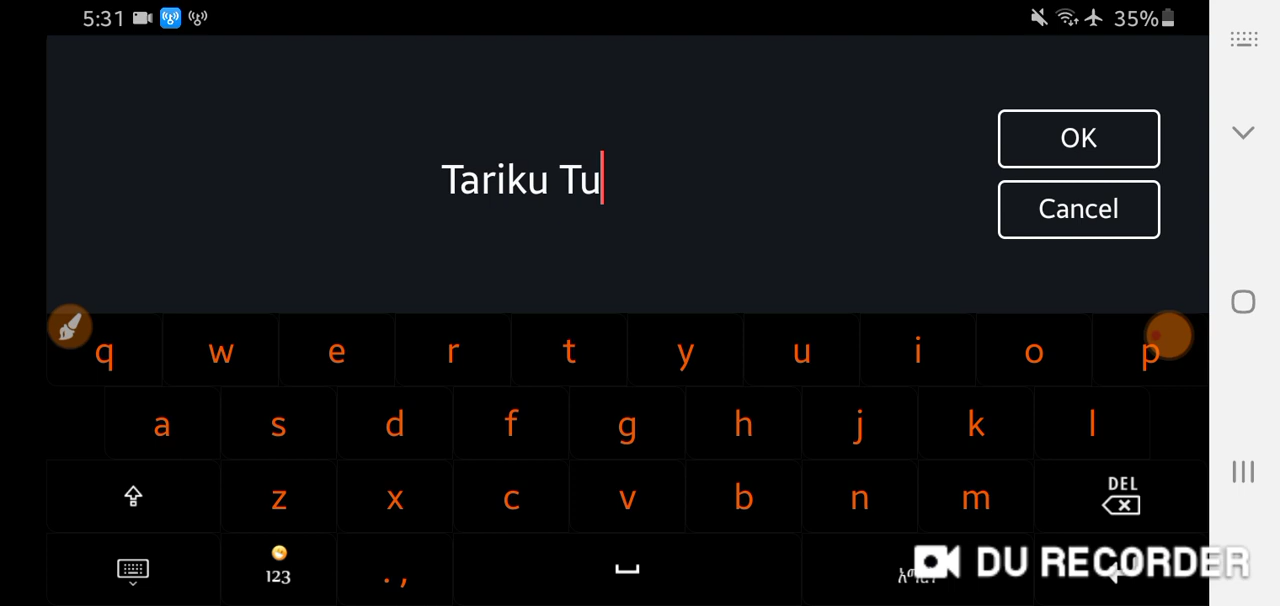 5:31 35%
OK
Tariku Tu
Cancel
q w e r t y u i o p
a s d f g h j k l
z x c v b n m DEL
123 . ,
DU RECORDER